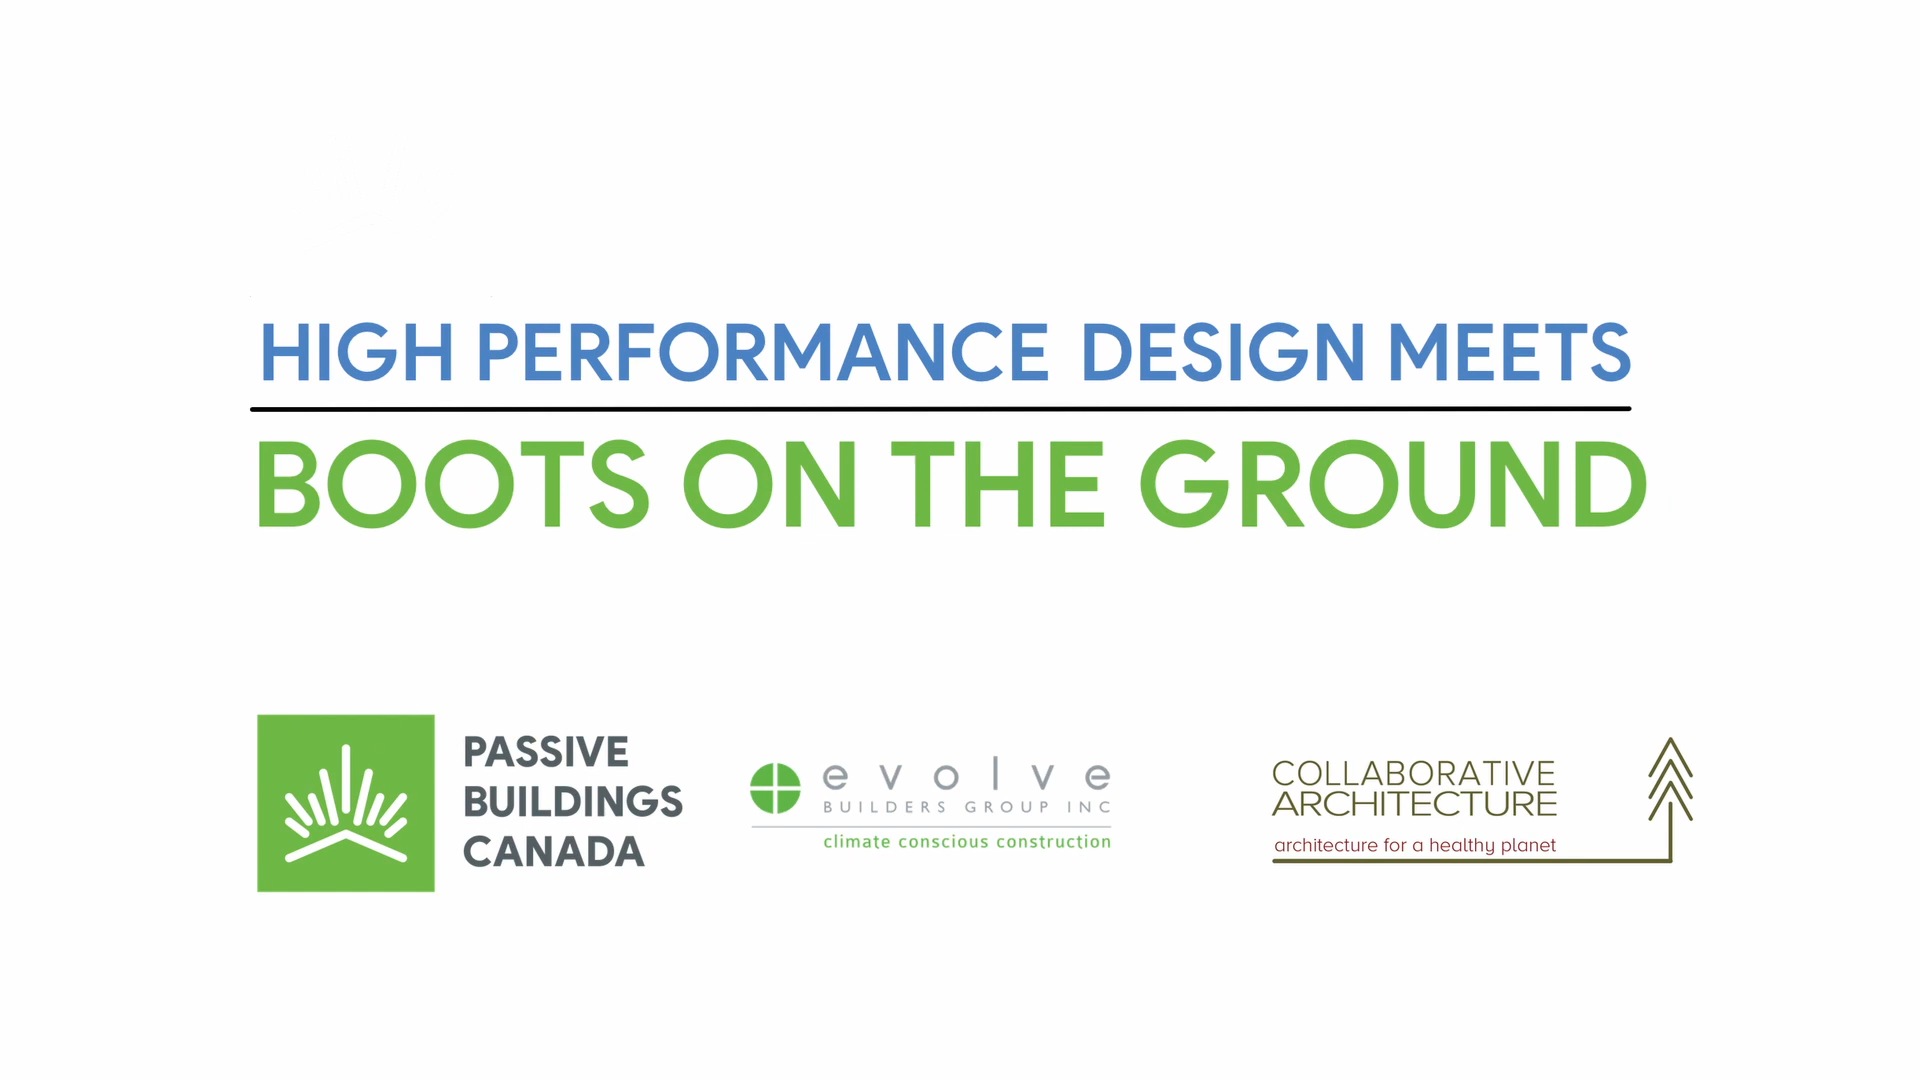 HIGH PERFORMANCE DESIGN MEETS
BOOTS ON THE GROUND
PASSIVE
BUILDINGS
CANADA
evolve
BUILDERS GROUP INC
climate conscious construction
COLLABORATIVE
ARCHITECTURE
architecture for a healthy planet